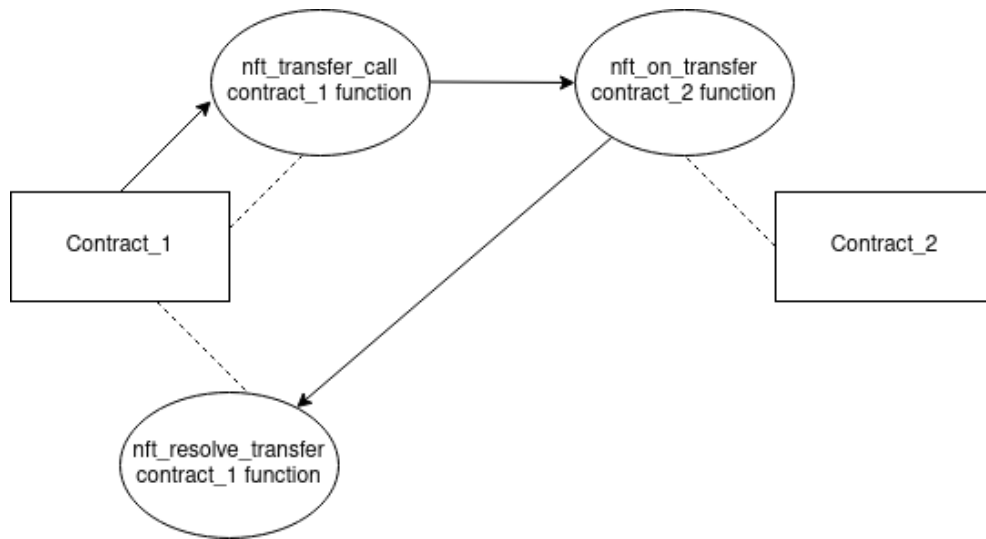 nft_transfer_call
contract_1 function
nft_on_transfer
contract_2 function
Contract_1
Contract_2
nft_resolve_transfer
contract_1 function